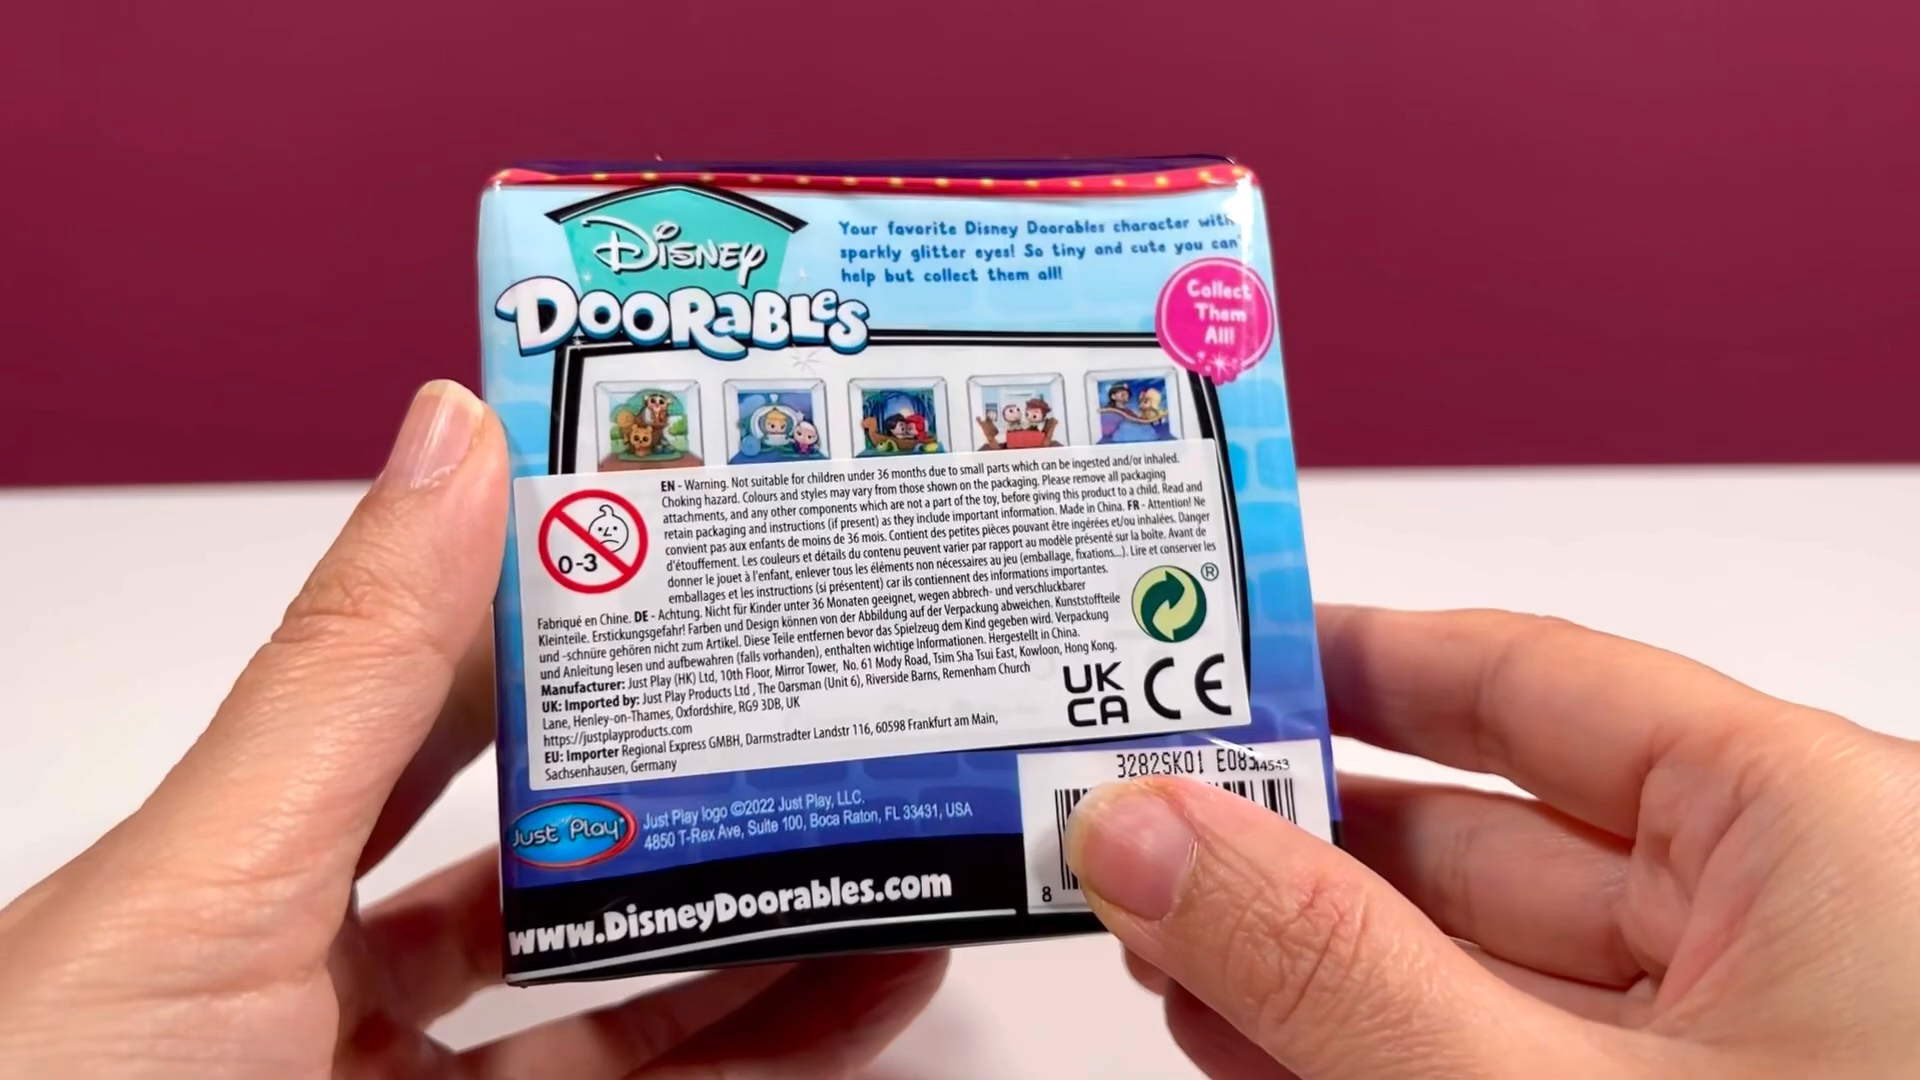 Disney
Doorables
Your favorite Disney Doorables character with
sparkly glitter eyes! So tiny and cute you can'
help but collect them all!
Collect
Them
All!
EN - Warning. Not suitable for children under 36 months due to small parts which can be ingested and/or inhaled.
Choking hazard. Colours and styles may vary from those shown on the packaging. Please remove all packaging
attachments, and any other components which are not a part of the toy, before giving this product to a child. Read and
retain packaging and instructions (if present) as they include important information. Made in China. FR - Attention! Ne
convient pas aux enfants de moins de 36 mois. Contient des petites pièces pouvant être ingérées et/ou inhalées. Danger
d'étouffement. Les couleurs et détails du contenu peuvent varier par rapport au modèle présenté sur la boîte. Avant de
donner le jouet à l'enfant, enlever tous les éléments non nécessaires au jeu (emballage, fixations...). Lire et conserver les
emballages et les instructions (si présentent) car ils contiennent des informations importantes.
0-3
Fabriqué en Chine. DE - Achtung. Nicht für Kinder unter 36 Monaten geeignet, wegen abbrech- und verschluckbarer
Kleinteile. Erstickungsgefahr! Farben und Design können von der Abbildung auf der Verpackung abweichen. Kunststoffteile
und -schnüre gehören nicht zum Artikel. Diese Teile entfernen bevor das Spielzeug dem Kind gegeben wird. Verpackung
und Anleitung lesen und aufbewahren (falls vorhanden), enthalten wichtige Informationen. Hergestellt in China.
Manufacturer: Just Play (HK) Ltd, 10th Floor, Mirror Tower, No. 61 Mody Road, Tsim Sha Tsui East, Kowloon, Hong Kong.
UK: Imported by: Just Play Products Ltd, The Oarsman (Unit 6), Riverside Barns, Remenham Church
Lane, Henley-on-Thames, Oxfordshire, RG9 3DB, UK
https://justplayproducts.com
EU: Importer Regional Express GMBH, Darmstradter Landstr 116, 60598 Frankfurt am Main,
Sachsenhausen, Germany
®
UK
CA CE
3282SK01
Just Play
Just Play logo ©2022 Just Play, LLC.
4850 T-Rex Ave, Suite 100, Boca Raton, FL 33431, USA
8
www.DisneyDoorables.com